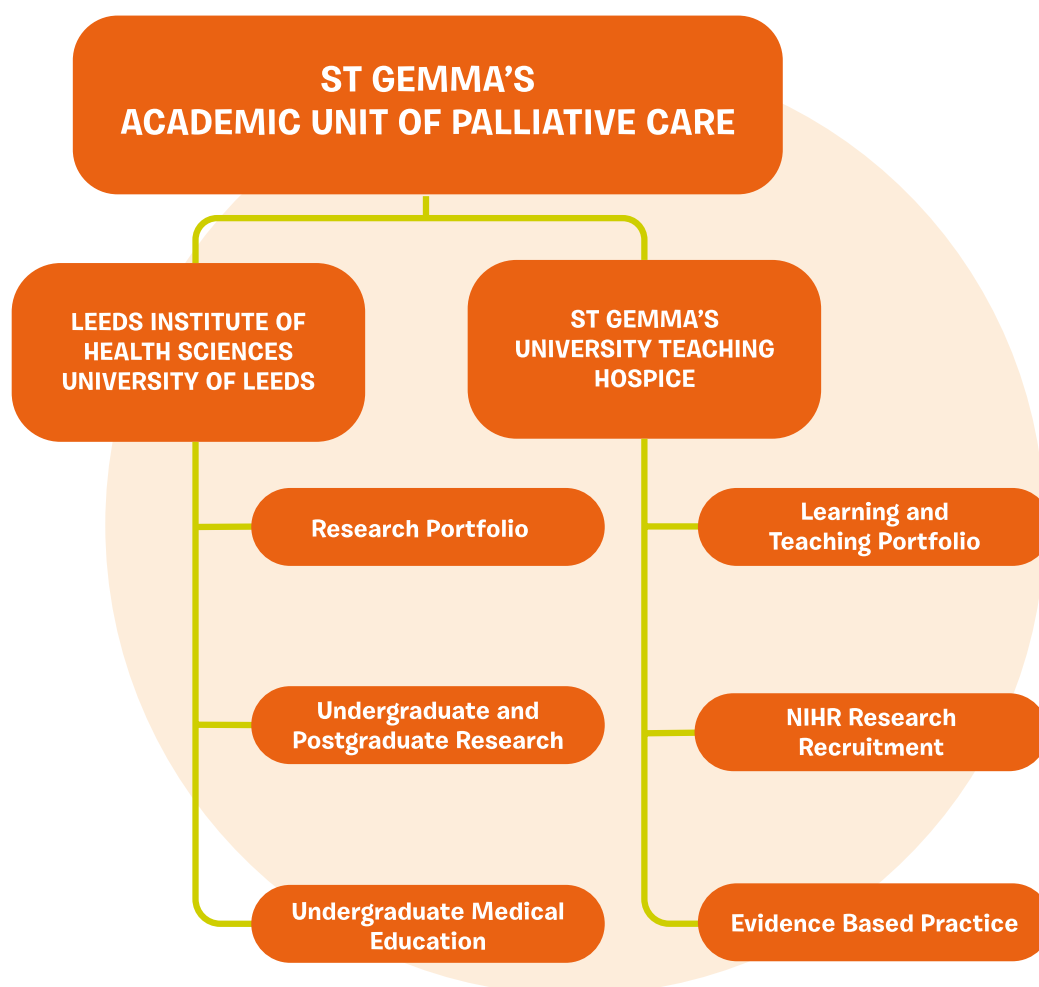 ST GEMMA’S
ACADEMIC UNIT OF PALLIATIVE CARE
LEEDS INSTITUTE OF
HEALTH SCIENCES
UNIVERSITY OF LEEDS
ST GEMMA’S
UNIVERSITY TEACHING
HOSPICE
Research Portfolio
Undergraduate and
Postgraduate Research
Undergraduate Medical
Education
Learning and
Teaching Portfolio
NIHR Research
Recruitment
Evidence Based Practice